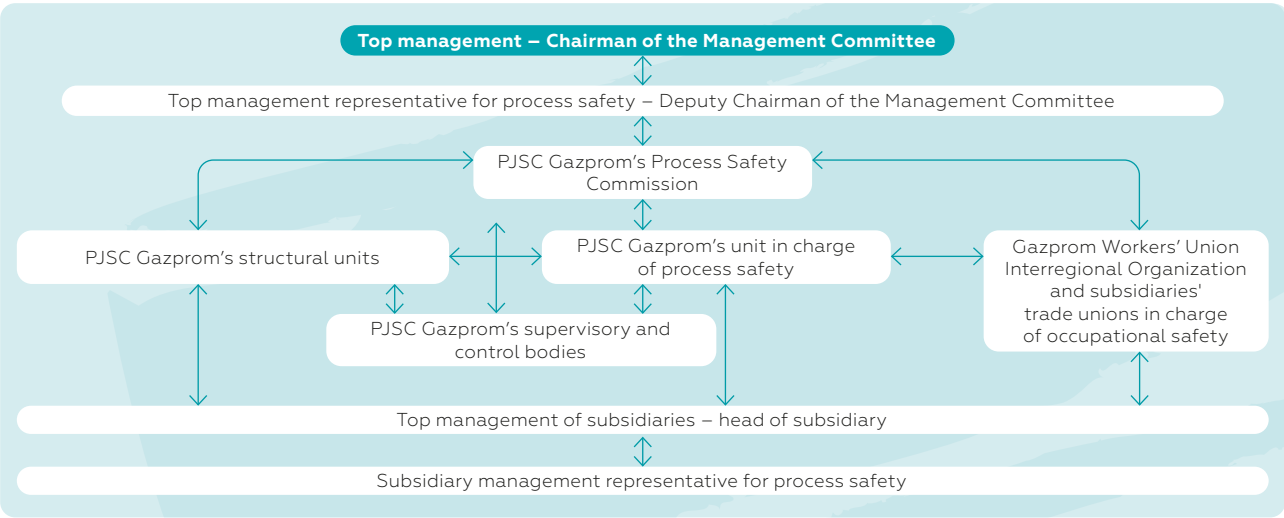 Top management – Chairman of the Management Committee
Top management representative for process safety – Deputy Chairman of the Management Committee
PJSC Gazprom's Process Safety
Commission
PJSC Gazprom's structural units
PJSC Gazprom's unit in charge
of process safety
Gazprom Workers' Union
Interregional Organization
and subsidiaries'
trade unions in charge
of occupational safety
PJSC Gazprom's supervisory and
control bodies
Top management of subsidiaries – head of subsidiary
Subsidiary management representative for process safety